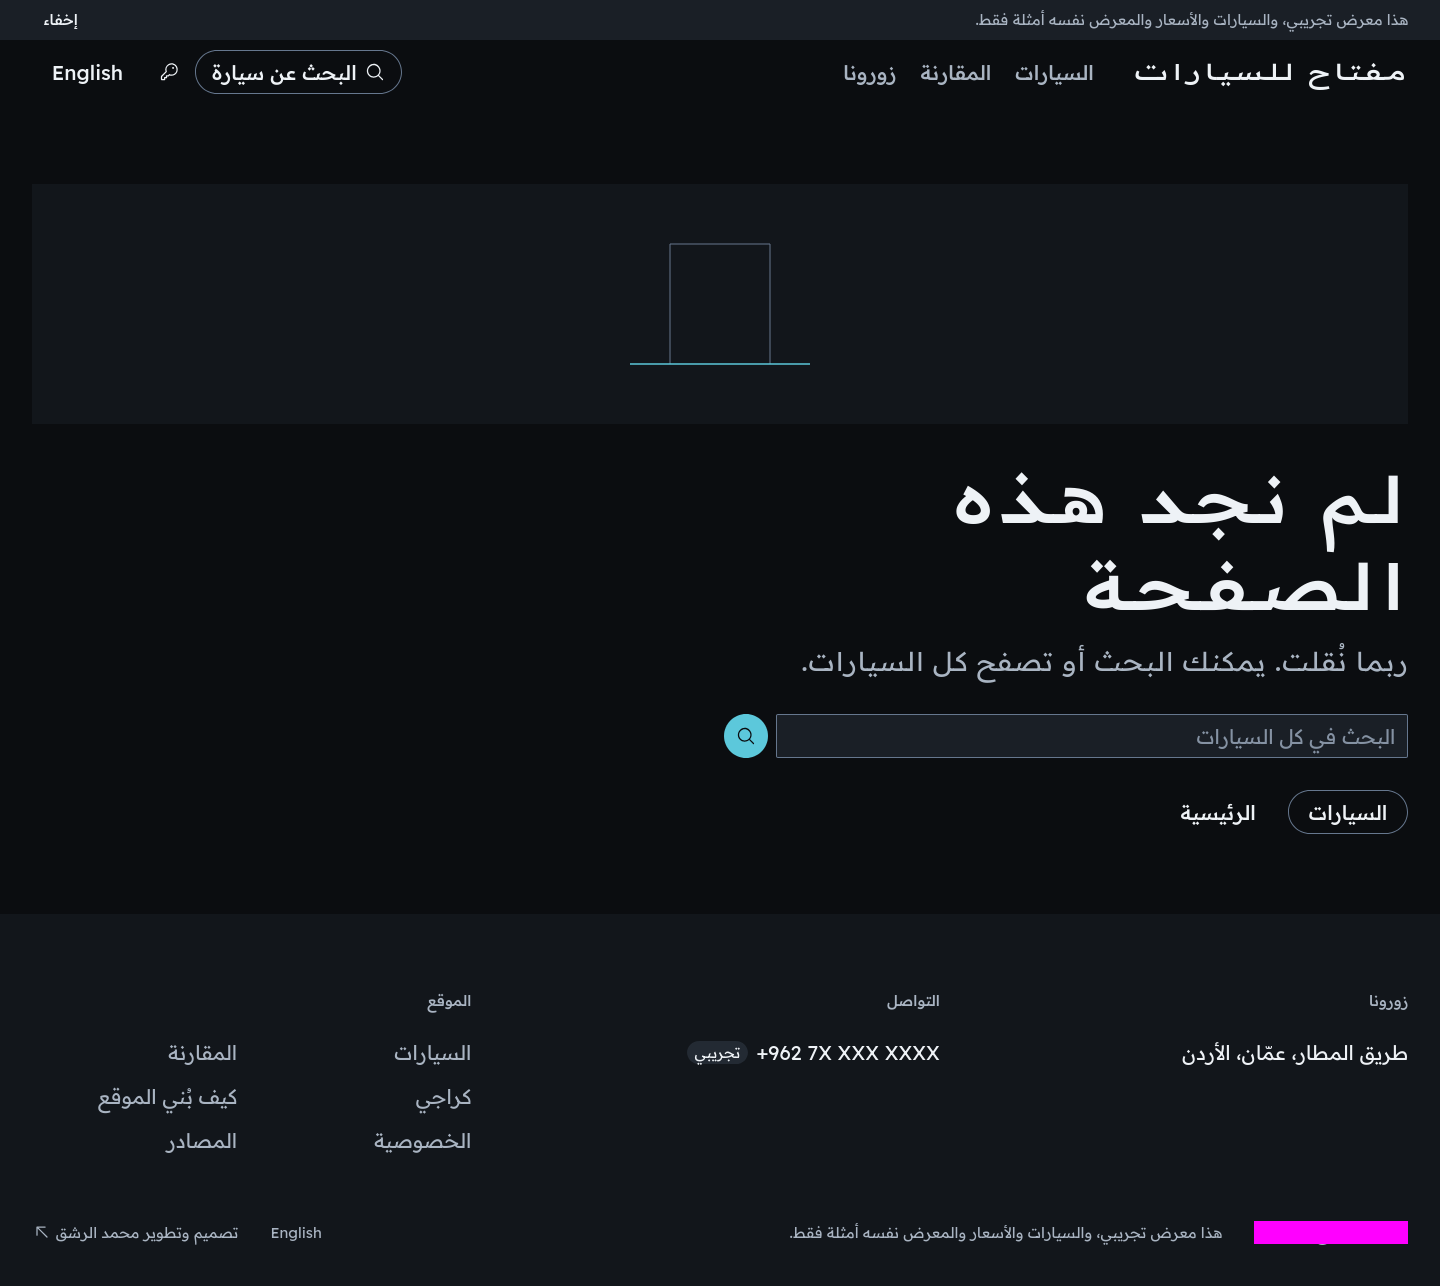 هذا معرض تجريبي، والسيارات والأسعار والمعرض نفسه أمثلة فقط.
إخفاء
مفتاح للسيارات
السيارات
المقارنة
زورونا
البحث عن سيارة
English
لم نجد هذه
الصفحة
ربما نُقلت. يمكنك البحث أو تصفح كل السيارات.
البحث في كل السيارات
السيارات
الرئيسية
زورونا
طريق المطار، عمّان، الأردن
التواصل
+962 7X XXX XXXX
تجريبي
الموقع
السيارات
المقارنة
كراجي
كيف بُني الموقع
الخصوصية
المصادر
هذا معرض تجريبي، والسيارات والأسعار والمعرض نفسه أمثلة فقط.
English
تصميم وتطوير محمد الرشق